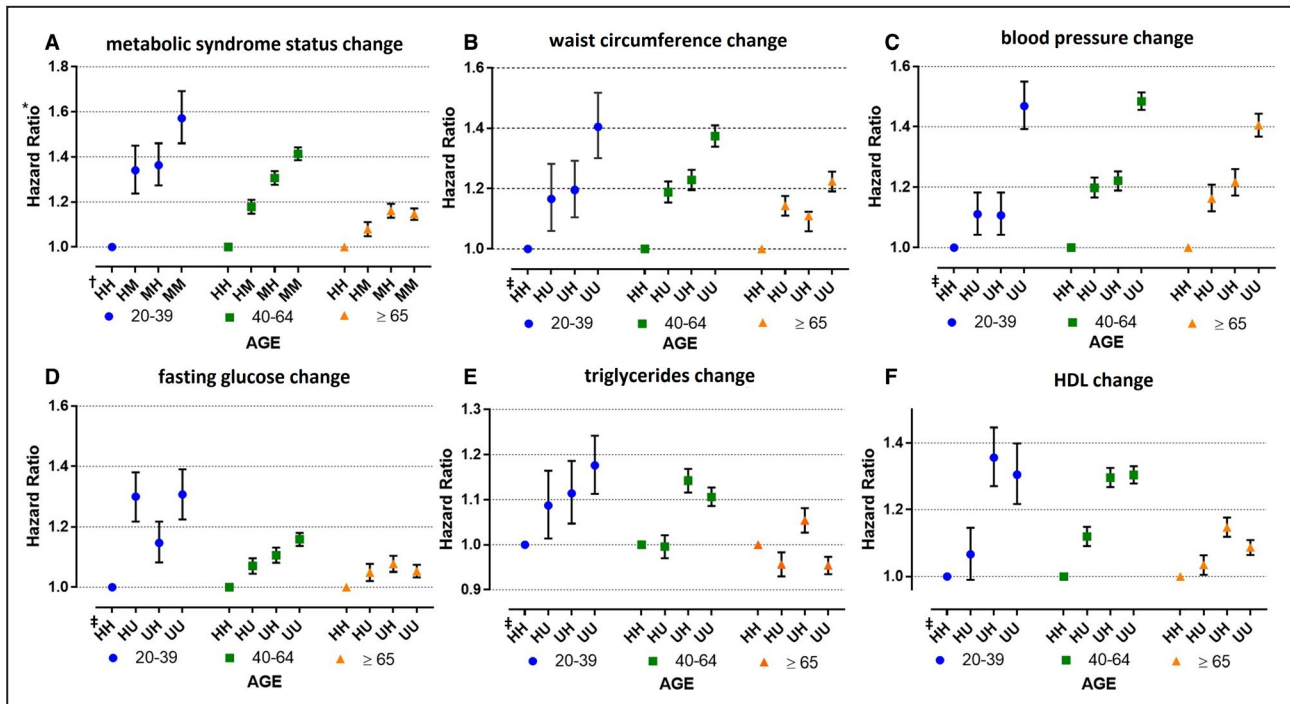 A metabolic syndrome status change
Hazard Ratio*
1.8
1.6
1.4
1.2
1.0
† HH HM MH MM HH HM MH MM HH HM MH MM
20-39 40-64 ≥ 65
AGE
B waist circumference change
Hazard Ratio
1.6
1.4
1.2
1.0
‡ HH HU UH UU HH HU UH UU HH HU UH UU
20-39 40-64 ≥ 65
AGE
C blood pressure change
Hazard Ratio
1.6
1.4
1.2
1.0
‡ HH HU UH UU HH HU UH UU HH HU UH UU
20-39 40-64 ≥ 65
AGE
D fasting glucose change
Hazard Ratio
1.6
1.4
1.2
1.0
‡ HH HU UH UU HH HU UH UU HH HU UH UU
20-39 40-64 ≥ 65
AGE
E triglycerides change
Hazard Ratio
1.3
1.2
1.1
1.0
0.9
‡ HH HU UH UU HH HU UH UU HH HU UH UU
20-39 40-64 ≥ 65
AGE
F HDL change
Hazard Ratio
1.4
1.2
1.0
‡ HH HU UH UU HH HU UH UU HH HU UH UU
20-39 40-64 ≥ 65
AGE